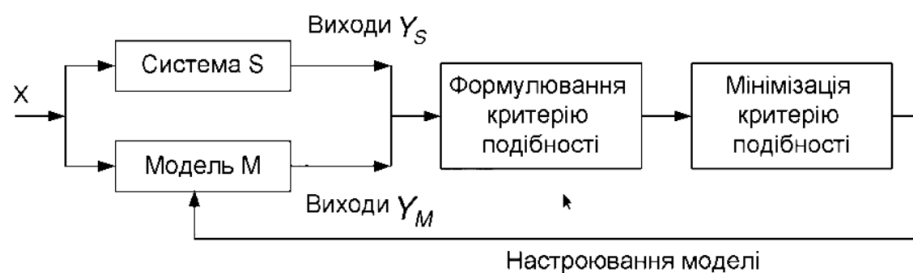 Виходи Y_S
Система S
X
Модель M
Виходи Y_M
Формулювання
критерію
подібності
Мінімізація
критерію
подібності
Настроювання моделі